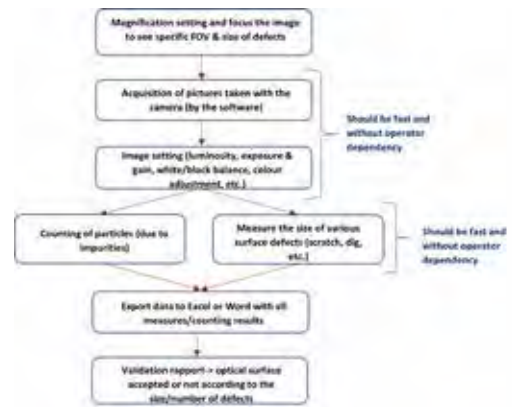 Magnification setting and focus the image
to see specific FOV & size of defects
Acquisition of pictures taken with the
camera (by the software)
Should be fast and
without operator
dependency
Image setting (luminosity, exposure &
gain, white/block balance, colour
adjustment, etc.)
Counting of particles (due to
impurities)
Measure the size of various
surface defects (scratch, dig,
etc.)
Should be fast and
without operator
dependency
Export data to Excel or Word with all
measures/counting results
Validation rapport -> optical surface
accepted or not according to the
size/number of defects